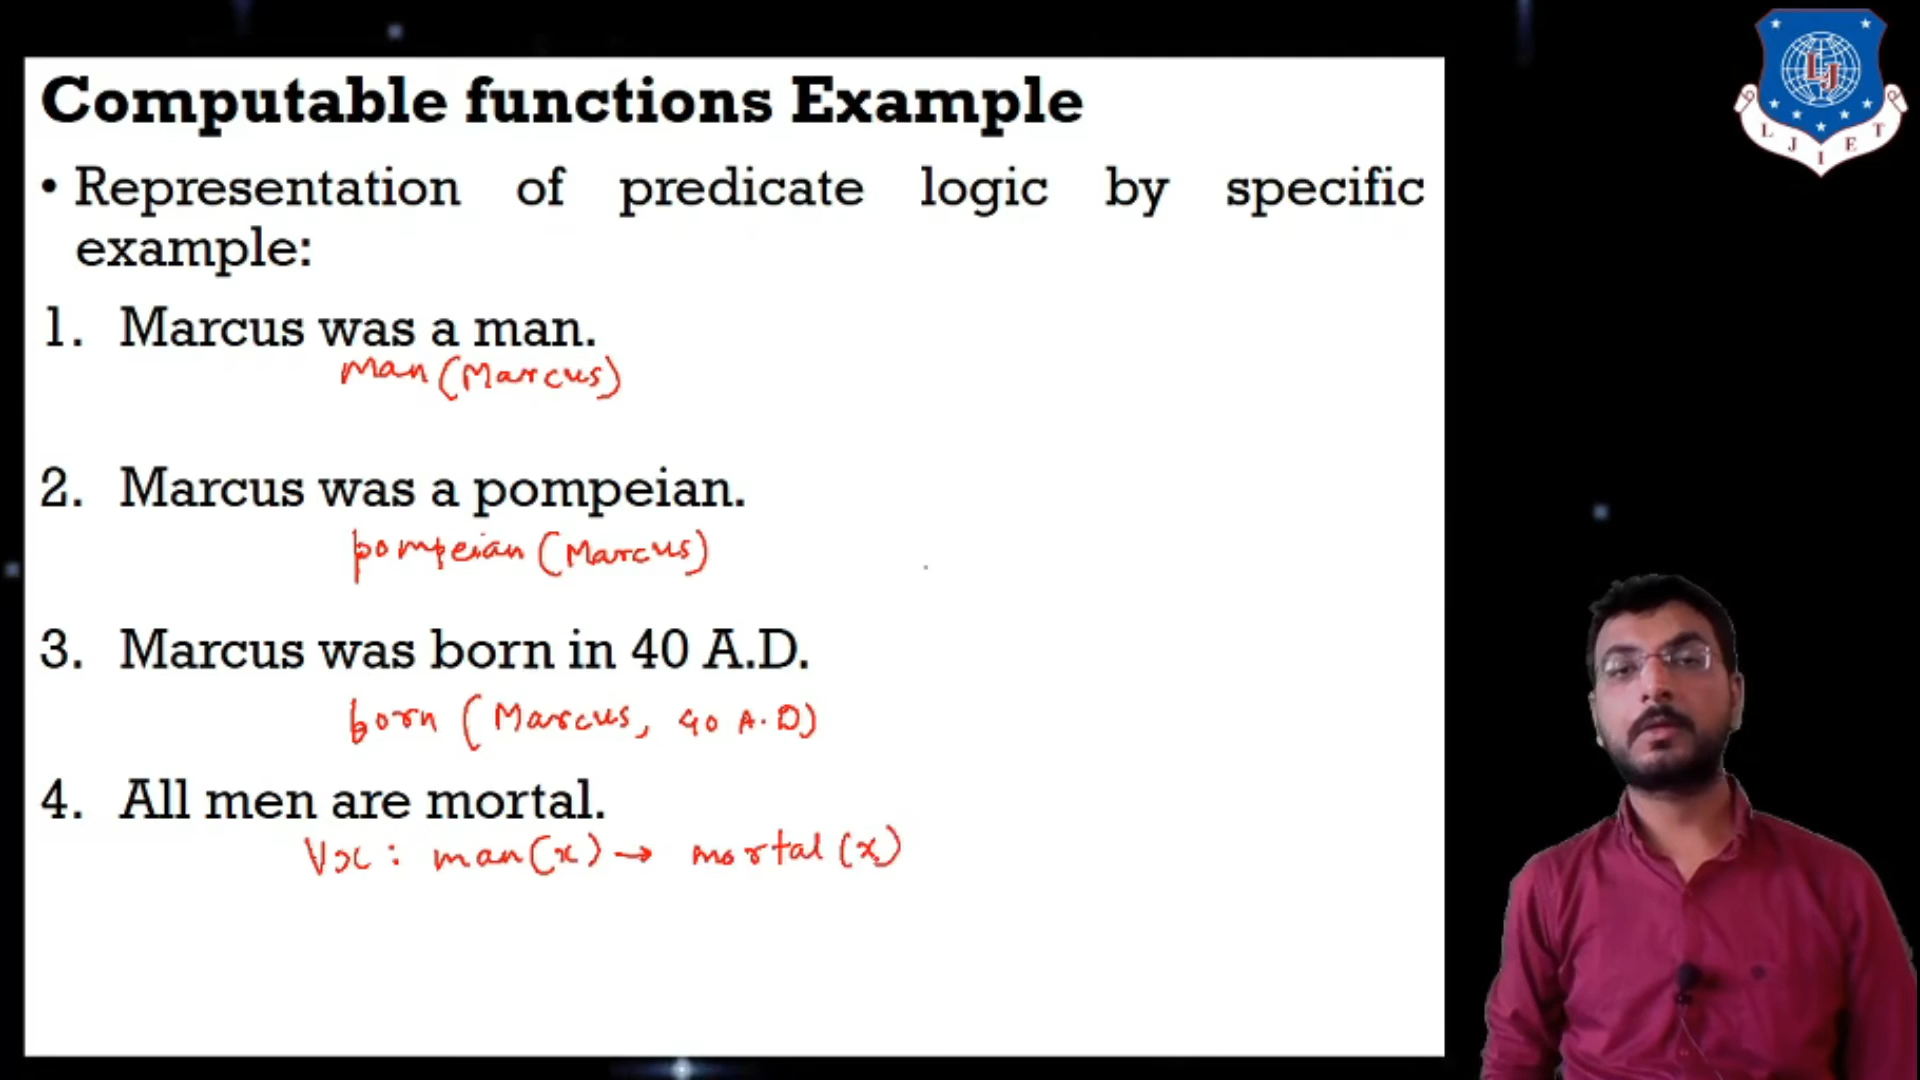 Computable functions Example
• Representation of predicate logic by specific
example:
1. Marcus was a man.
man (Marcus)
2. Marcus was a pompeian.
pompeian (Marcus)
3. Marcus was born in 40 A.D.
born (Marcus, 40 A.D)
4. All men are mortal.
∀x : man(x) → mortal (x)
LJ
L J I E T